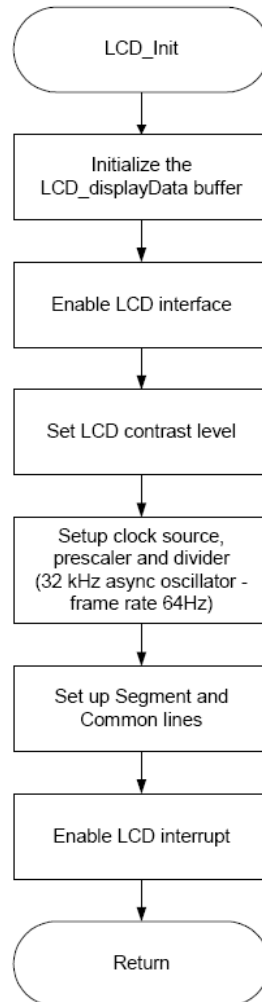 LCD_Init
Initialize the
LCD_displayData buffer
Enable LCD interface
Set LCD contrast level
Setup clock source,
prescaler and divider
(32 kHz async oscillator -
frame rate 64Hz)
Set up Segment and
Common lines
Enable LCD interrupt
Return